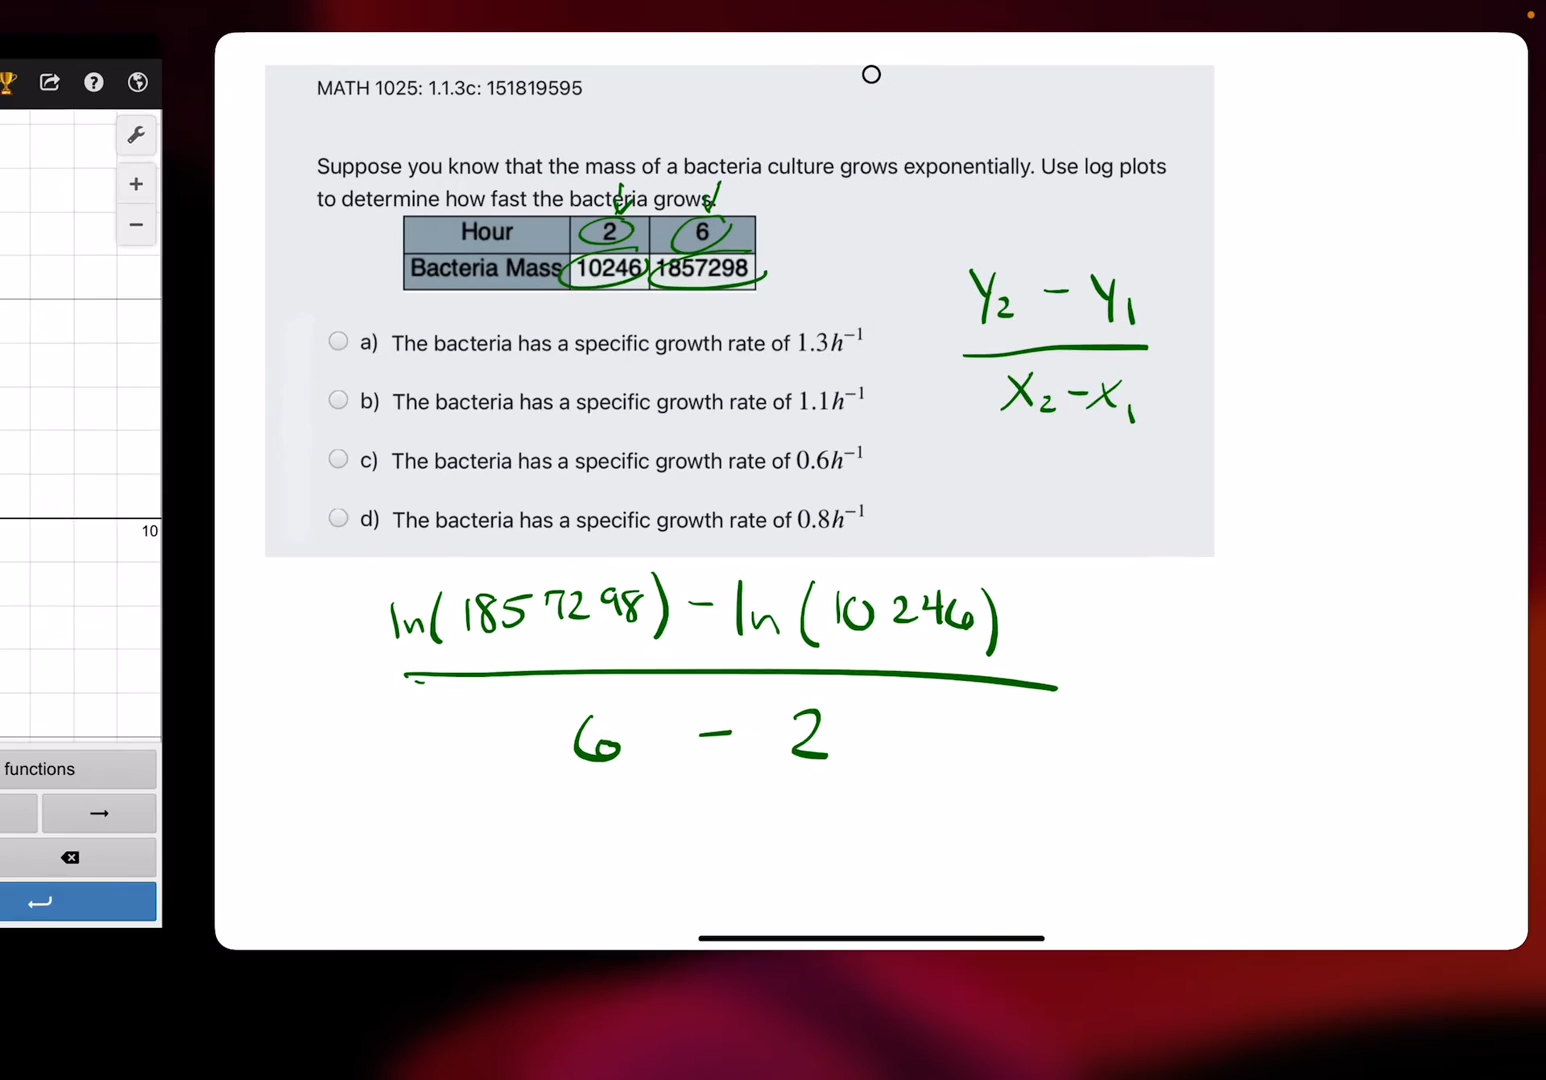 MATH 1025: 1.1.3c: 151819595
Suppose you know that the mass of a bacteria culture grows exponentially. Use log plots
to determine how fast the bacteria grows.
Hour 2 6
Bacteria Mass 10246 1857298
Y₂ - Y₁
X₂ - X₁
a) The bacteria has a specific growth rate of 1.3h⁻¹
b) The bacteria has a specific growth rate of 1.1h⁻¹
c) The bacteria has a specific growth rate of 0.6h⁻¹
d) The bacteria has a specific growth rate of 0.8h⁻¹
ln(1857298) - ln(10246)
6 - 2
10
functions